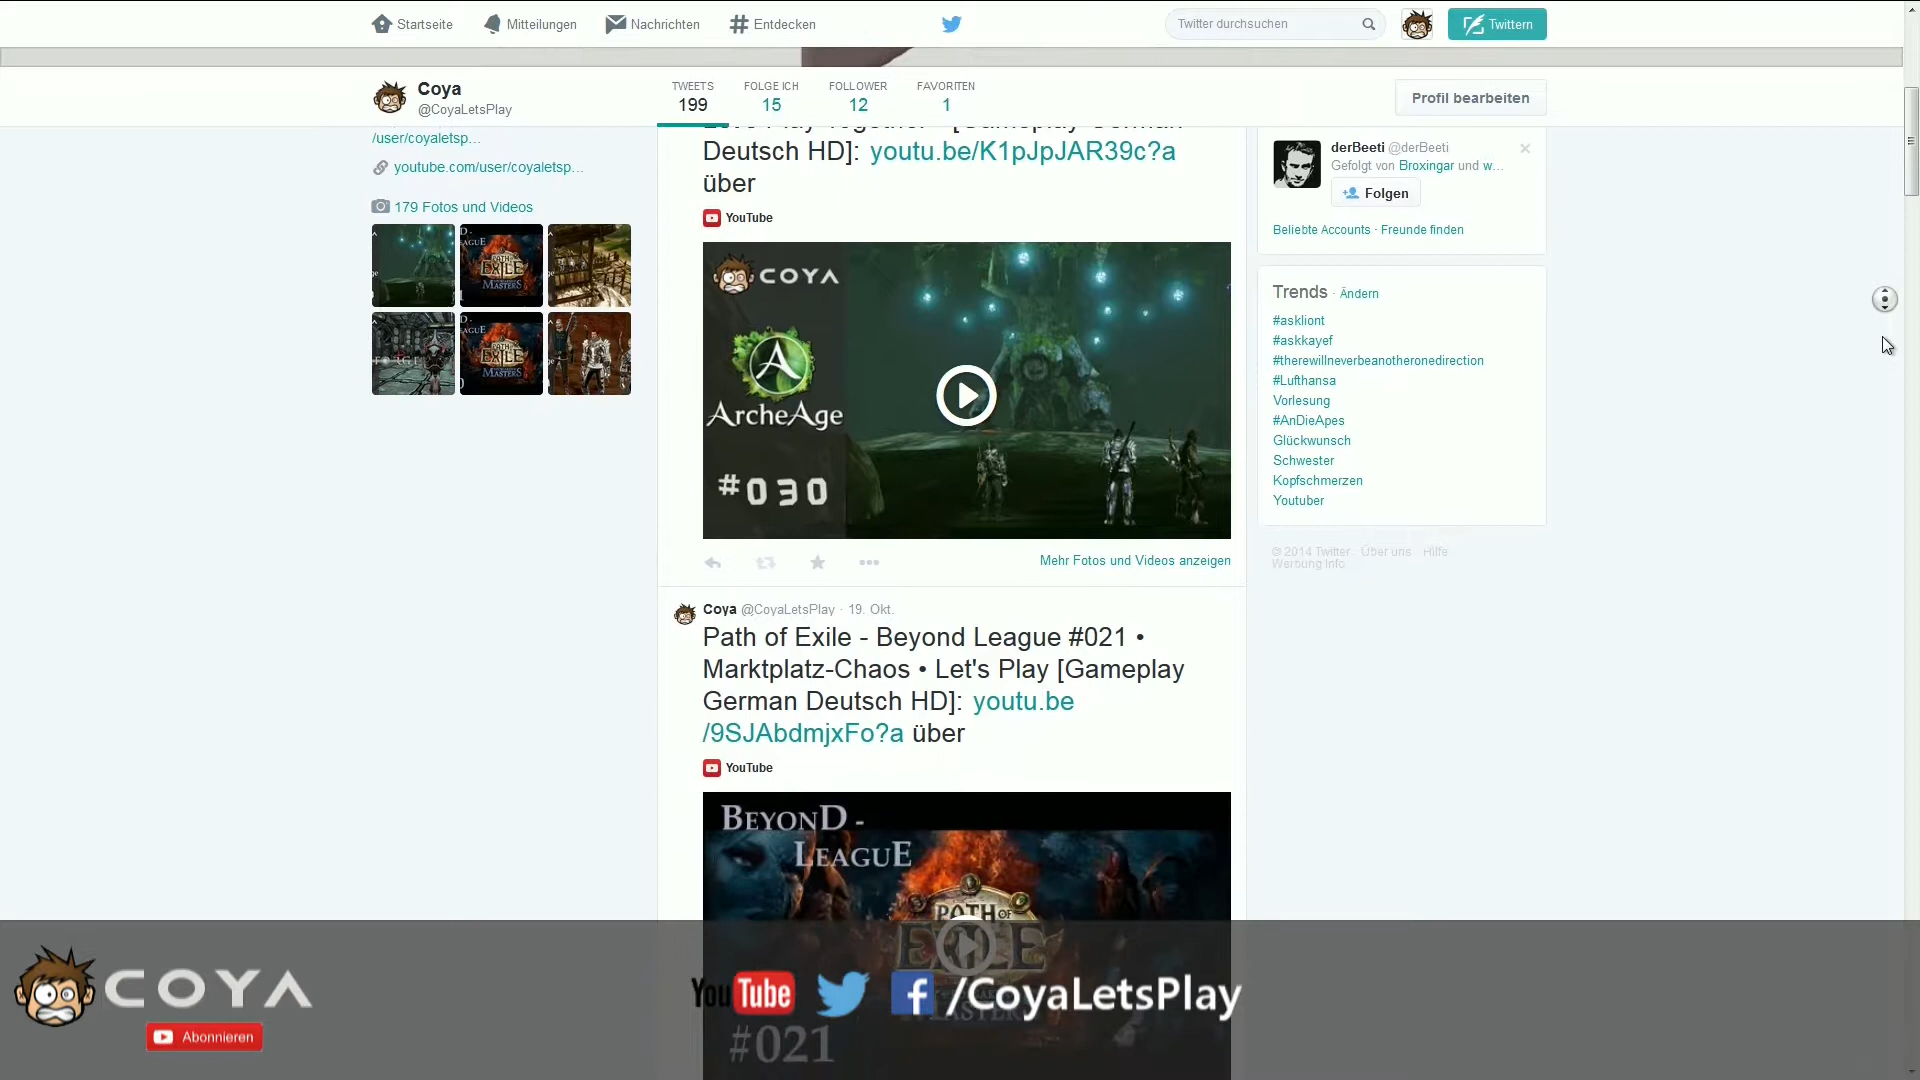 Startseite
Mitteilungen
Nachrichten
Entdecken
Twitter durchsuchen
Twittern
Coya
@CoyaLetsPlay
TWEETS
199
FOLGE ICH
15
FOLLOWER
12
FAVORITEN
1
Profil bearbeiten
/user/coyaletsp…
youtube.com/user/coyaletsp…
179 Fotos und Videos
Deutsch HD]: youtu.be/K1pJpJAR39c?a
über
YouTube
COYA
ArcheAge
#030
Mehr Fotos und Videos anzeigen
Coya @CoyaLetsPlay · 19. Okt.
Path of Exile - Beyond League #021 •
Marktplatz-Chaos • Let's Play [Gameplay
German Deutsch HD]: youtu.be
/9SJAbdmjxFo?a über
YouTube
BEYOND -
LEAGUE
PATH OF
EXILE
#021
derBeeti @derBeeti
Gefolgt von Broxingar und w…
Folgen
Beliebte Accounts · Freunde finden
Trends · Ändern
#askliont
#askkayef
#therewillneverbeanotheronedirection
#Lufthansa
Vorlesung
#AnDieApes
Glückwunsch
Schwester
Kopfschmerzen
Youtuber
© 2014 Twitter Über uns Hilfe
Werbung Info
COYA
Abonnieren
YouTube
/CoyaLetsPlay